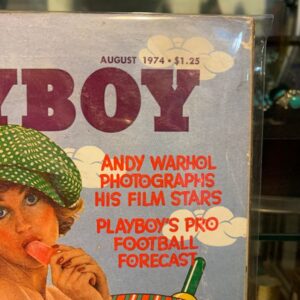 AUGUST 1974 • $1.25
YBOY
ANDY WARHOL
PHOTOGRAPHS
HIS FILM STARS
PLAYBOY'S PRO
FOOTBALL
FORECAST